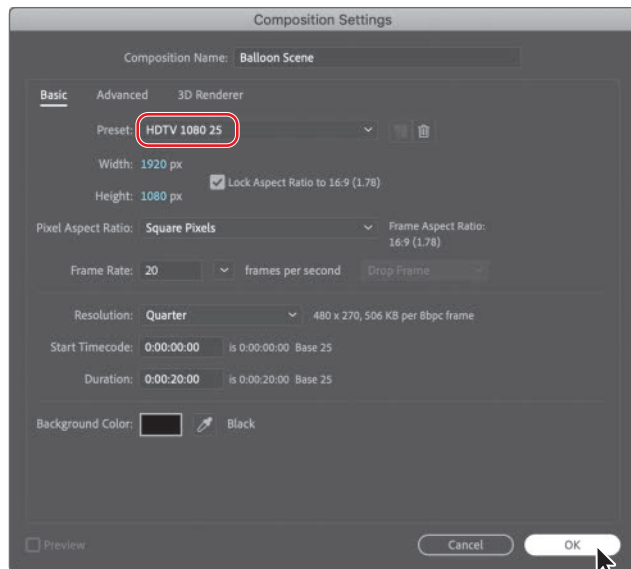 Composition Settings
Composition Name: Balloon Scene
Basic Advanced 3D Renderer
Preset: HDTV 1080 25
Width: 1920 px
Lock Aspect Ratio to 16:9 (1.78)
Height: 1080 px
Pixel Aspect Ratio: Square Pixels Frame Aspect Ratio:
16:9 (1.78)
Frame Rate: 20 frames per second Drop Frame
Resolution: Quarter 480 x 270, 506 KB per 8bpc frame
Start Timecode: 0:00:00:00 is 0:00:00:00 Base 25
Duration: 0:00:20:00 is 0:00:20:00 Base 25
Background Color: Black
Preview Cancel OK